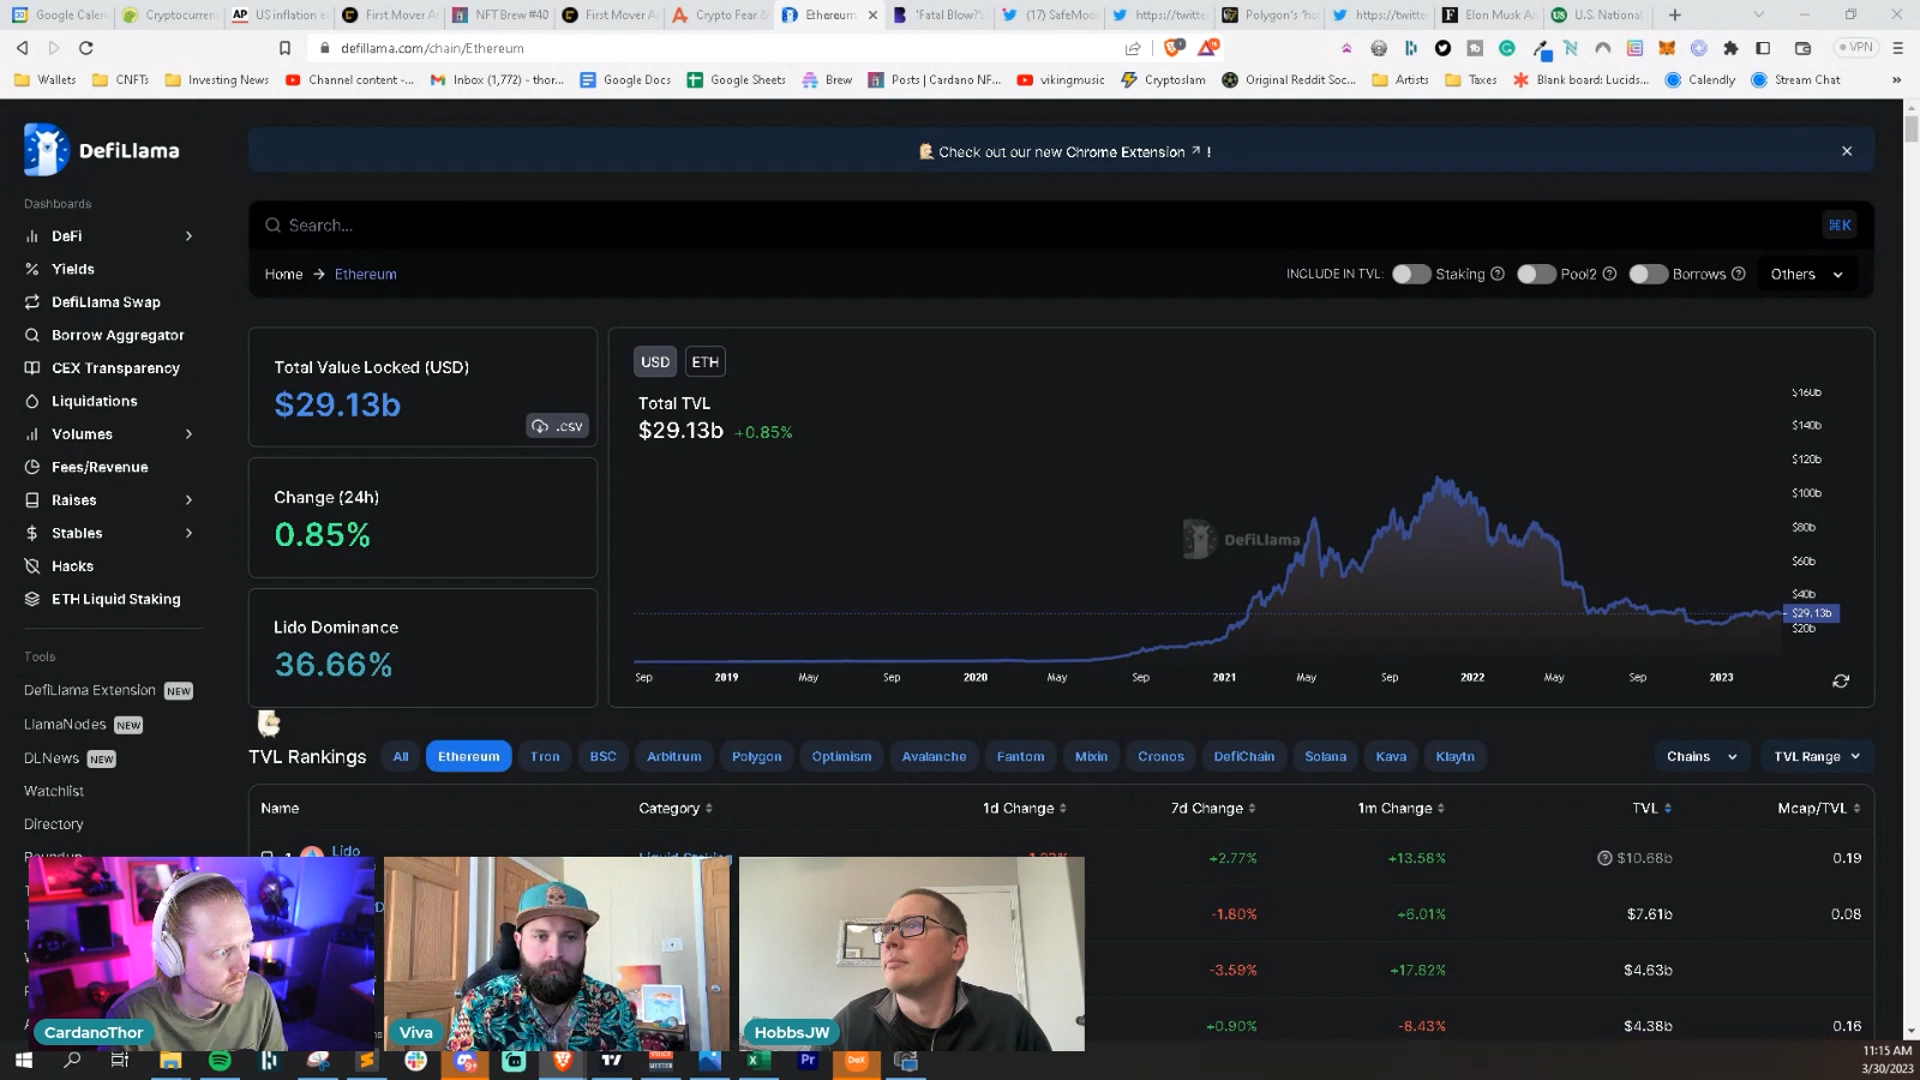 Google Calen
Cryptocurren
AP US inflation e
First Mover A
NFT Brew #40
First Mover A
Crypto Fear &
Ethereum
'Fatal Blow?':
(17) SafeMoo
https://twitte
Polygon's 'ho
https://twitte
Elon Musk A
U.S. National
defillama.com/chain/Ethereum
VPN
Wallets
CNFTs
Investing News
Channel content -...
Inbox (1,772) - thor...
Google Docs
Google Sheets
Brew
Posts | Cardano NF...
vikingmusic
Cryptoslam
Original Reddit Soc...
Artists
Taxes
Blank board: Lucids...
Calendly
Stream Chat
»
DefiLlama
Check out our new Chrome Extension ↗ !
Dashboards
DeFi
Yields
DefiLlama Swap
Borrow Aggregator
CEX Transparency
Liquidations
Volumes
Fees/Revenue
Raises
Stables
Hacks
ETH Liquid Staking
Tools
DefiLlama Extension NEW
LlamaNodes NEW
DLNews NEW
Watchlist
Directory
Roundup
Search...
⌘K
Home → Ethereum
INCLUDE IN TVL: Staking Pool2 Borrows Others
Total Value Locked (USD)
$29.13b
.csv
Change (24h)
0.85%
Lido Dominance
36.66%
USD ETH
Total TVL
$29.13b +0.85%
DefiLlama
$160b
$140b
$120b
$100b
$80b
$60b
$40b
$29.13b
$20b
Sep 2019 May Sep 2020 May Sep 2021 May Sep 2022 May Sep 2023
TVL Rankings All Ethereum Tron BSC Arbitrum Polygon Optimism Avalanche Fantom Mixin Cronos DefiChain Solana Kava Klaytn Chains TVL Range
Name Category 1d Change 7d Change 1m Change TVL Mcap/TVL
1 Lido +2.77% +13.58% $10.68b 0.19
-1.80% +6.01% $7.61b 0.08
-3.59% +17.82% $4.63b
+0.90% -8.43% $4.38b 0.16
CardanoThor
Viva
HobbsJW
Pr
DeX
11:15 AM
3/30/2023